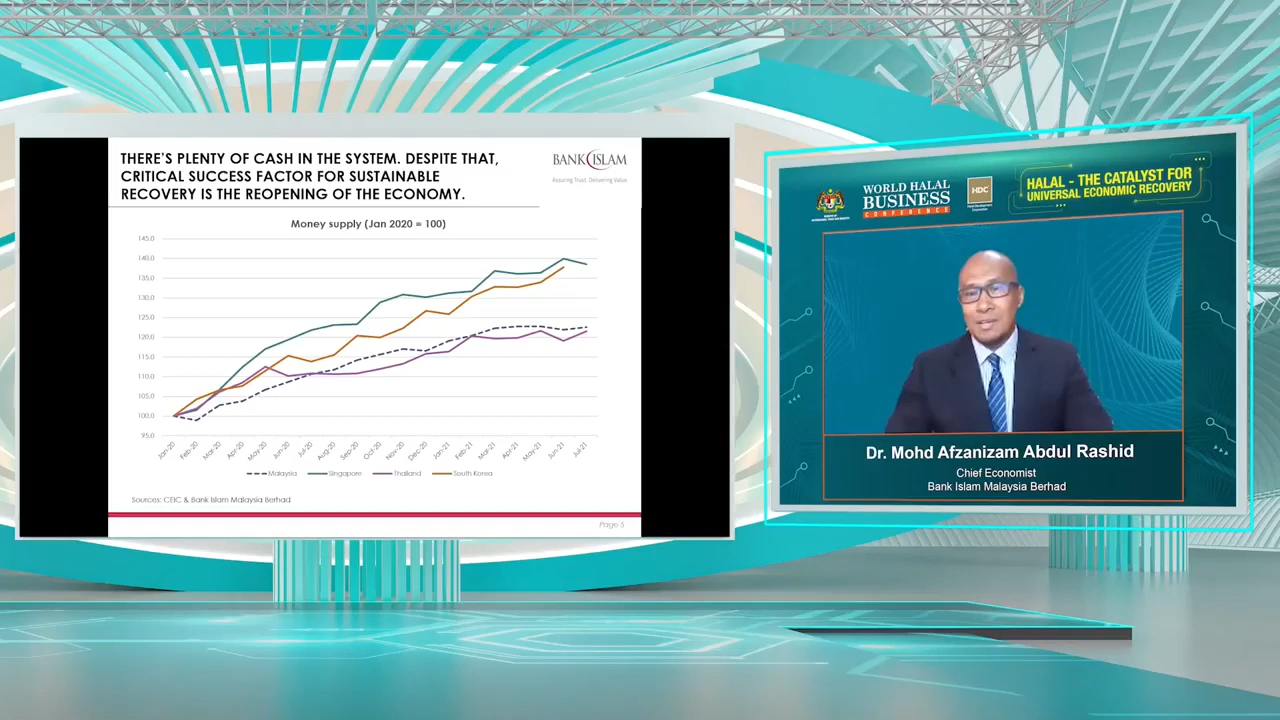 THERE'S PLENTY OF CASH IN THE SYSTEM. DESPITE THAT,
CRITICAL SUCCESS FACTOR FOR SUSTAINABLE
RECOVERY IS THE REOPENING OF THE ECONOMY.
BANK ISLAM
Assuring Trust, Delivering Value
Money supply (Jan 2020 = 100)
145.0
140.0
135.0
130.0
125.0
120.0
115.0
110.0
105.0
100.0
95.0
Jan-20 Feb-20 Mar-20 Apr-20 May-20 Jun-20 Jul-20 Aug-20 Sep-20 Oct-20 Nov-20 Dec-20 Jan-21 Feb-21 Mar-21 Apr-21 May-21 Jun-21 Jul-21
Malaysia Singapore Thailand South Korea
Sources: CEIC & Bank Islam Malaysia Berhad
Page 5
WORLD HALAL
BUSINESS
CONFERENCE
HDC
Halal Development
Corporation
HALAL - THE CATALYST FOR
UNIVERSAL ECONOMIC RECOVERY
Dr. Mohd Afzanizam Abdul Rashid
Chief Economist
Bank Islam Malaysia Berhad